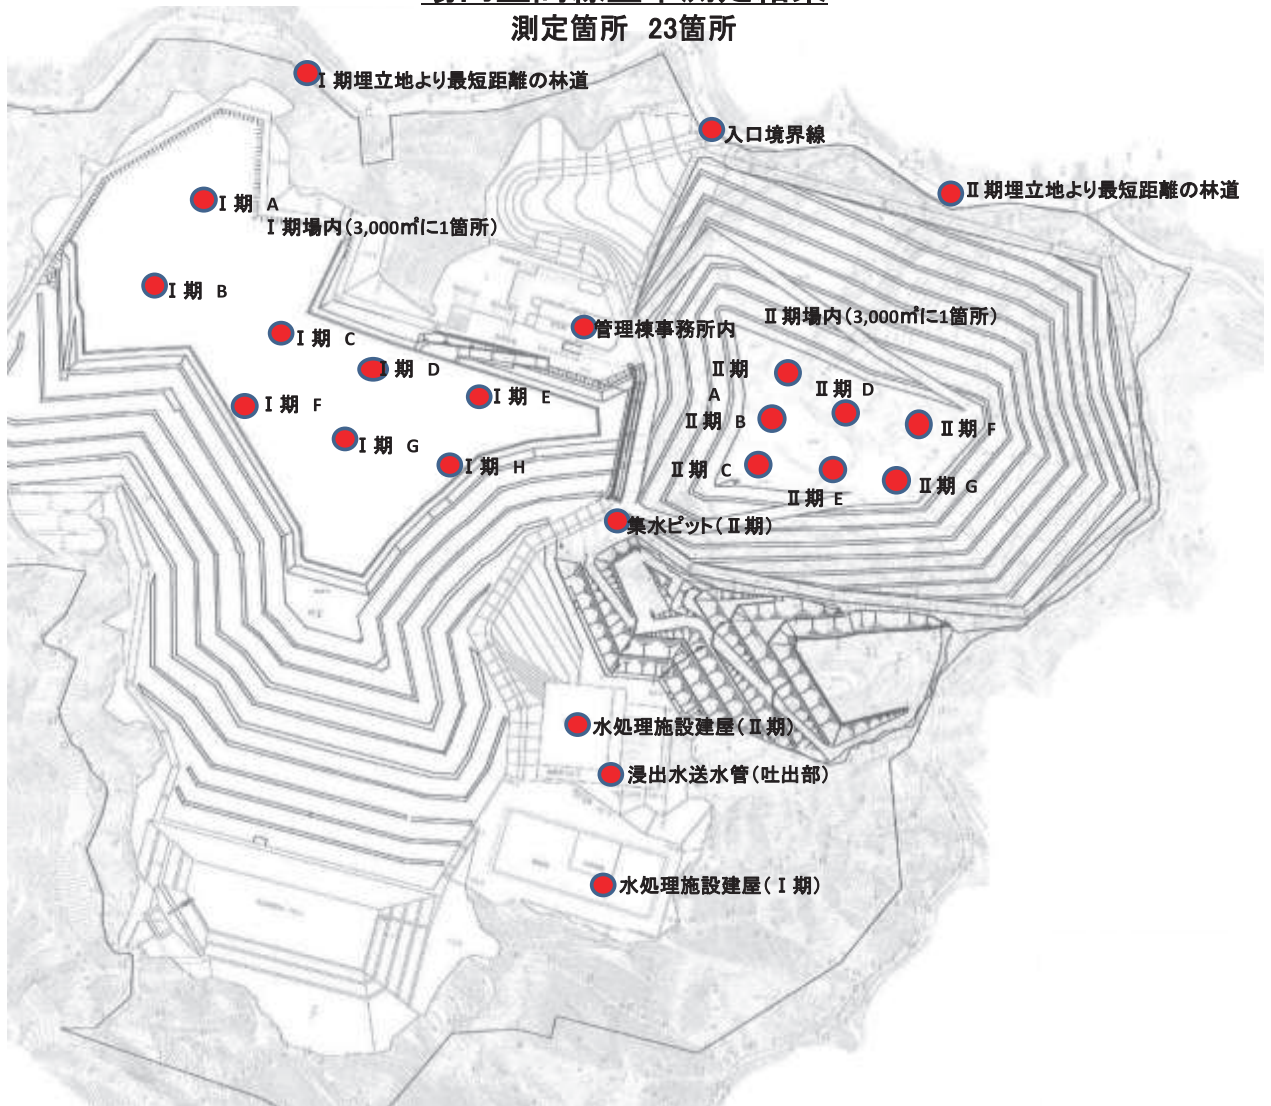 測定箇所 23箇所
Ⅰ期埋立地より最短距離の林道
入口境界線
Ⅱ期埋立地より最短距離の林道
Ⅰ期 A
Ⅰ期場内(3,000㎡に1箇所)
Ⅰ期 B
Ⅰ期 C
管理棟事務所内
Ⅱ期場内(3,000㎡に1箇所)
Ⅰ期 D
Ⅰ期 E
Ⅰ期 F
Ⅰ期 G
Ⅰ期 H
Ⅱ期
A
Ⅱ期 D
Ⅱ期 B
Ⅱ期 F
Ⅱ期 C
Ⅱ期 E
Ⅱ期 G
集水ピット(Ⅱ期)
水処理施設建屋(Ⅱ期)
浸出水送水管(吐出部)
水処理施設建屋(Ⅰ期)